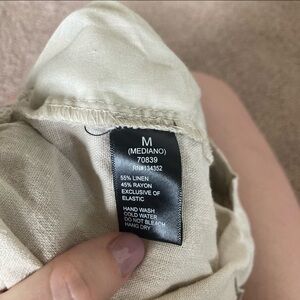 M
(MEDIANO)
70839
RN#134352
55% LINEN
45% RAYON
EXCLUSIVE OF
ELASTIC
HAND WASH
COLD WATER
DO NOT BLEACH
HANG DRY